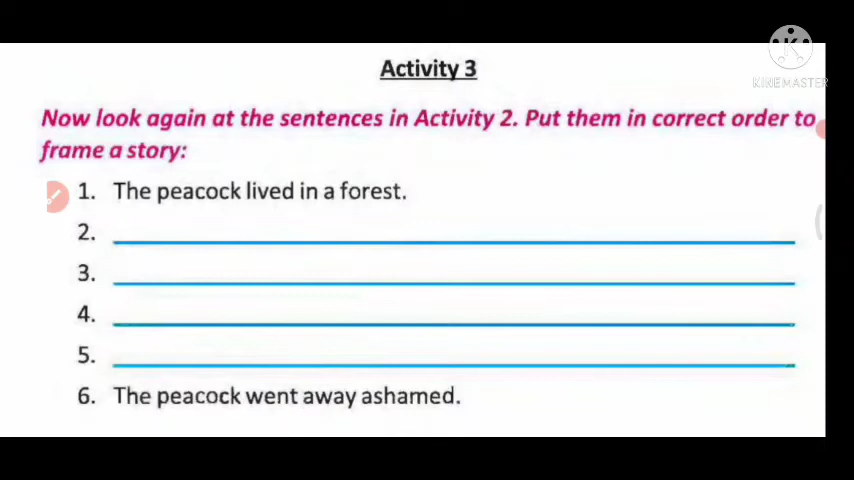 KINEMASTER
Activity 3
Now look again at the sentences in Activity 2. Put them in correct order to
frame a story:
1. The peacock lived in a forest.
2.
3.
4.
5.
6. The peacock went away ashamed.